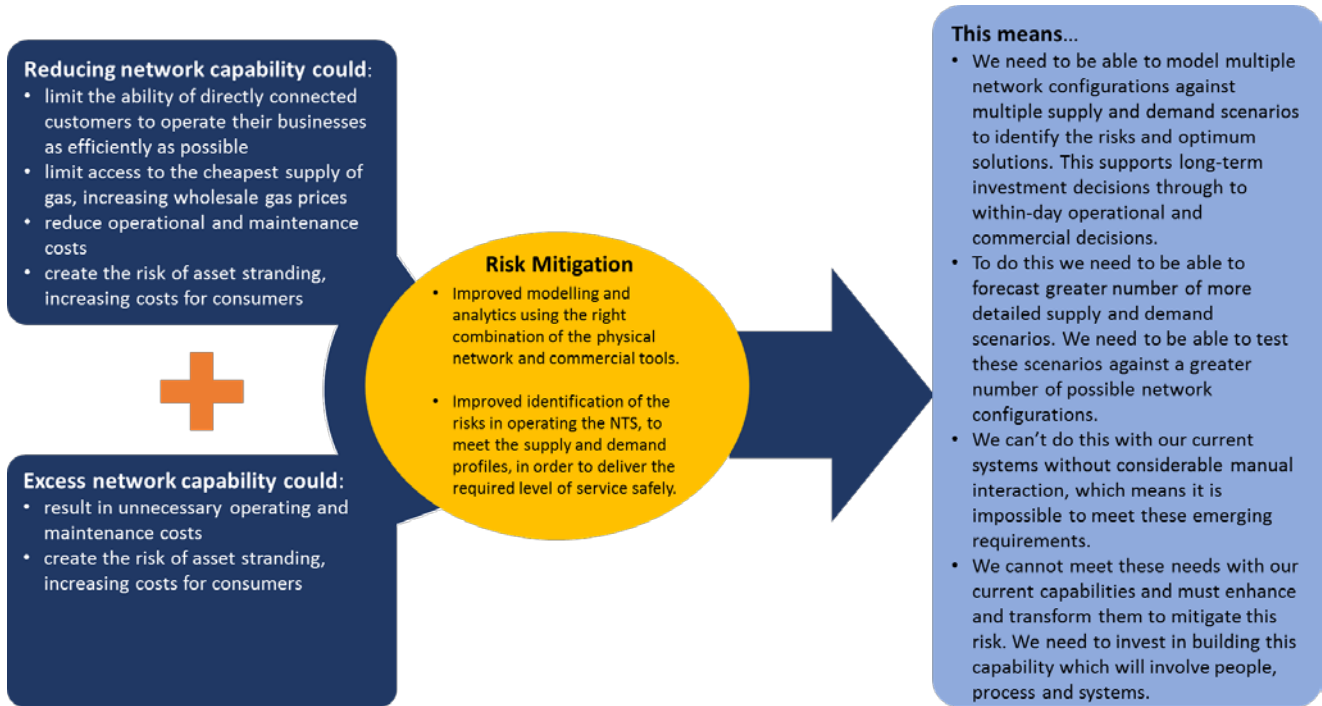 Reducing network capability could:
• limit the ability of directly connected
customers to operate their businesses
as efficiently as possible
• limit access to the cheapest supply of
gas, increasing wholesale gas prices
• reduce operational and maintenance
costs
• create the risk of asset stranding,
increasing costs for consumers
Excess network capability could:
• result in unnecessary operating and
maintenance costs
• create the risk of asset stranding,
increasing costs for consumers
Risk Mitigation
• Improved modelling and
analytics using the right
combination of the physical
network and commercial tools.
• Improved identification of the
risks in operating the NTS, to
meet the supply and demand
profiles, in order to deliver the
required level of service safely.
This means…
• We need to be able to model multiple
network configurations against
multiple supply and demand scenarios
to identify the risks and optimum
solutions. This supports long-term
investment decisions through to
within-day operational and
commercial decisions.
• To do this we need to be able to
forecast greater number of more
detailed supply and demand
scenarios. We need to be able to test
these scenarios against a greater
number of possible network
configurations.
• We can’t do this with our current
systems without considerable manual
interaction, which means it is
impossible to meet these emerging
requirements.
• We cannot meet these needs with our
current capabilities and must enhance
and transform them to mitigate this
risk. We need to invest in building this
capability which will involve people,
process and systems.